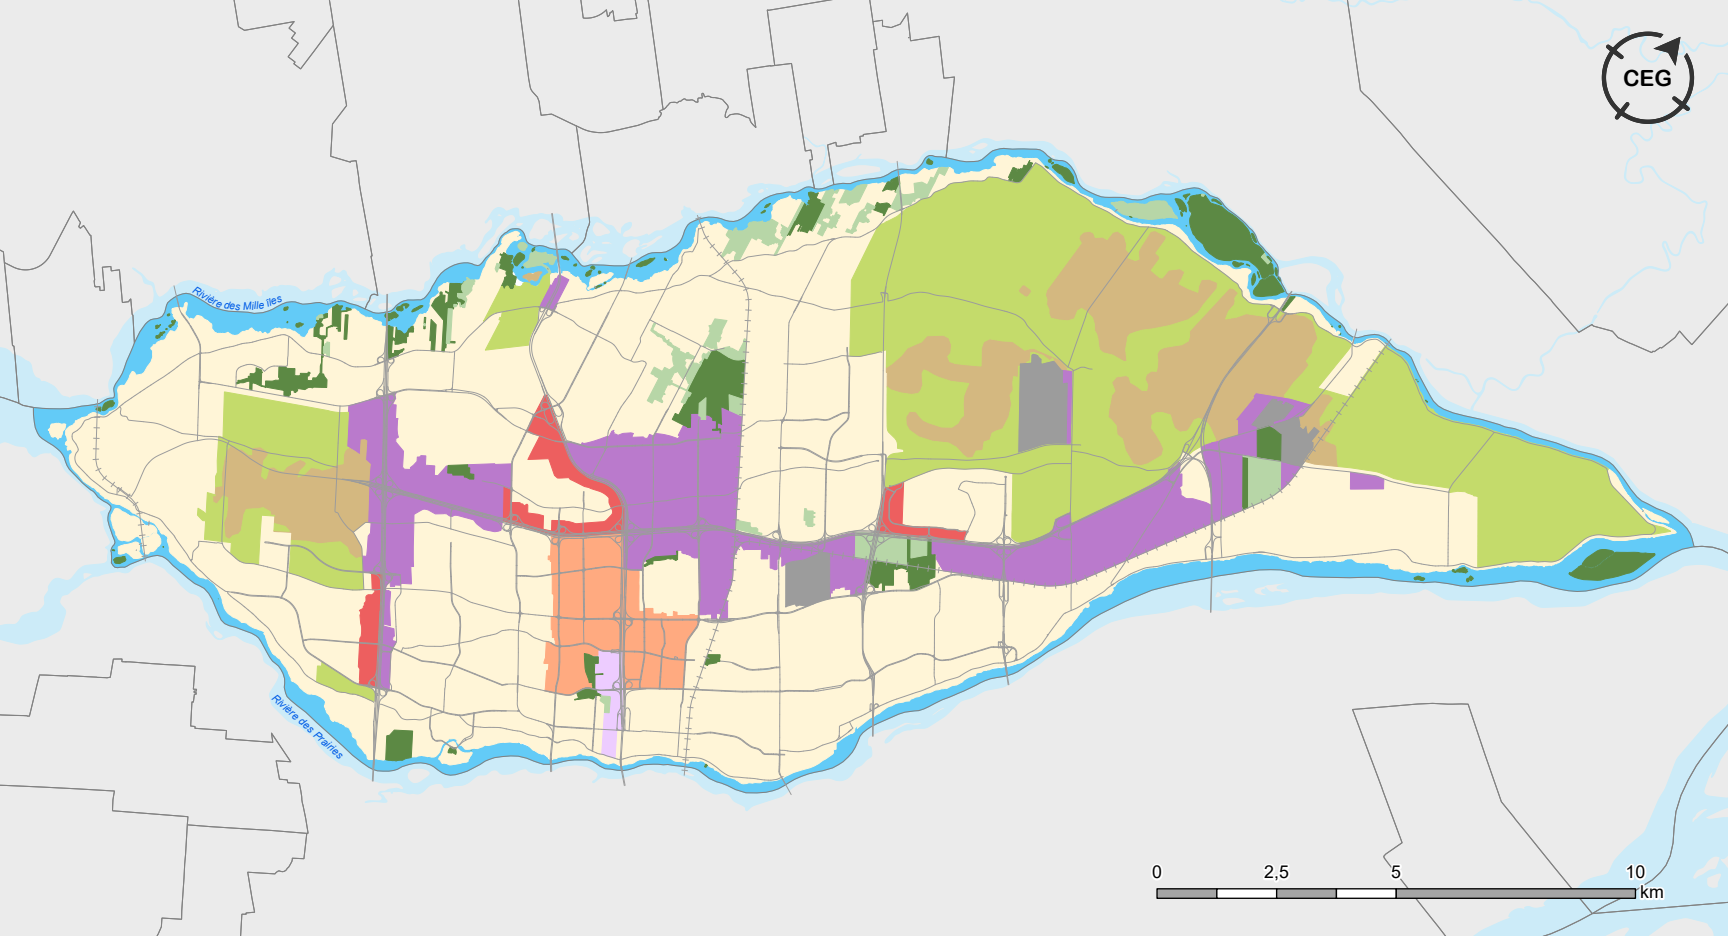 CEG
Rivière des Mille îles
Rivière des Prairies
0 2,5 5 10
km